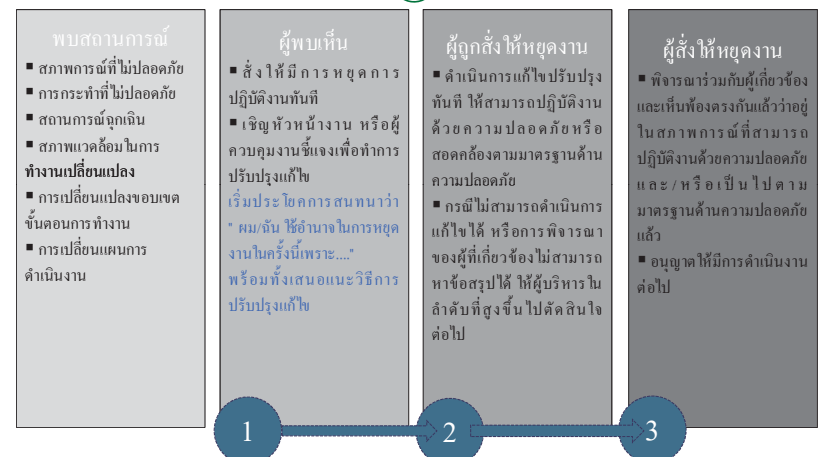 พบสถานการณ์
▪ สภาพการณ์ที่ไม่ปลอดภัย
▪ การกระทำที่ไม่ปลอดภัย
▪ สถานการณ์ฉุกเฉิน
▪ สภาพแวดล้อมในการ
ทำงานเปลี่ยนแปลง
▪ การเปลี่ยนแปลงขอบเขต
ขั้นตอนการทำงาน
▪ การเปลี่ยนแผนการ
ดำเนินงาน
ผู้พบเห็น
▪ สั่งให้มีการหยุดการ
ปฏิบัติงานทันที
▪ เชิญหัวหน้างาน หรือผู้
ควบคุมงานชี้แจงเพื่อทำการ
ปรับปรุงแก้ไข
เริ่มประโยคการสนทนาว่า
" ผม/ฉัน ใช้อำนาจในการหยุด
งานในครั้งนี้เพราะ...."
พร้อมทั้งเสนอแนะวิธีการ
ปรับปรุงแก้ไข
ผู้ถูกสั่งให้หยุดงาน
▪ ดำเนินการแก้ไขปรับปรุง
ทันที ให้สามารถปฏิบัติงาน
ด้วยความปลอดภัยหรือ
สอดคล้องตามมาตรฐานด้าน
ความปลอดภัย
▪ กรณีไม่สามารถดำเนินการ
แก้ไขได้ หรือการพิจารณา
ของผู้ที่เกี่ยวข้องไม่สามารถ
หาข้อสรุปได้ ให้ผู้บริหารใน
ลำดับที่สูงขึ้นไปตัดสินใจ
ต่อไป
ผู้สั่งให้หยุดงาน
▪ พิจารณาร่วมกับผู้เกี่ยวข้อง
และเห็นพ้องตรงกันแล้วว่าอยู่
ในสภาพการณ์ที่สามารถ
ปฏิบัติงานด้วยความปลอดภัย
และ/หรือเป็นไปตาม
มาตรฐานด้านความปลอดภัย
แล้ว
▪ อนุญาตให้มีการดำเนินงาน
ต่อไป
1
2
3